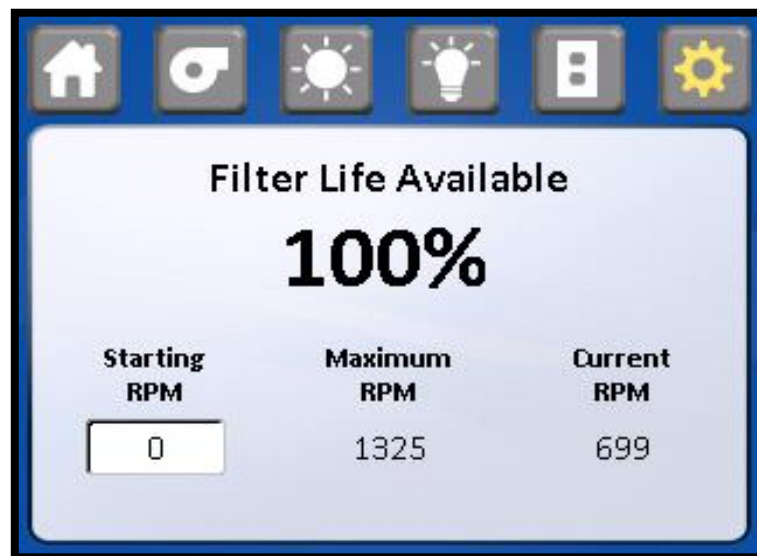 Filter Life Available
100%
Starting RPM
Maximum RPM
Current RPM
0
1325
699